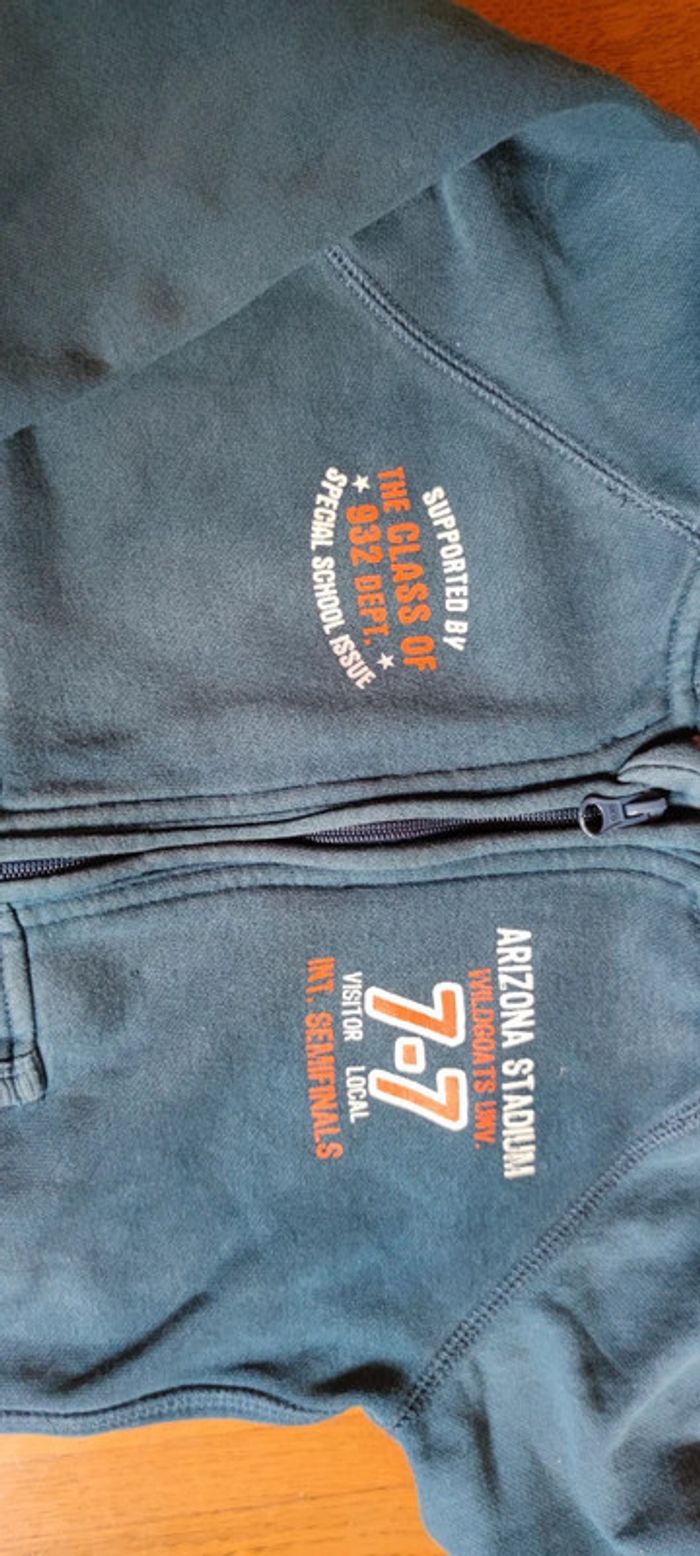 SUPPORTED BY
THE CLASS OF
932 DEPT.
SPECIAL SCHOOL ISSUE
ARIZONA STADIUM
WILDCATS UNV.
7-7
VISITOR LOCAL
INT. SEMIFINALS